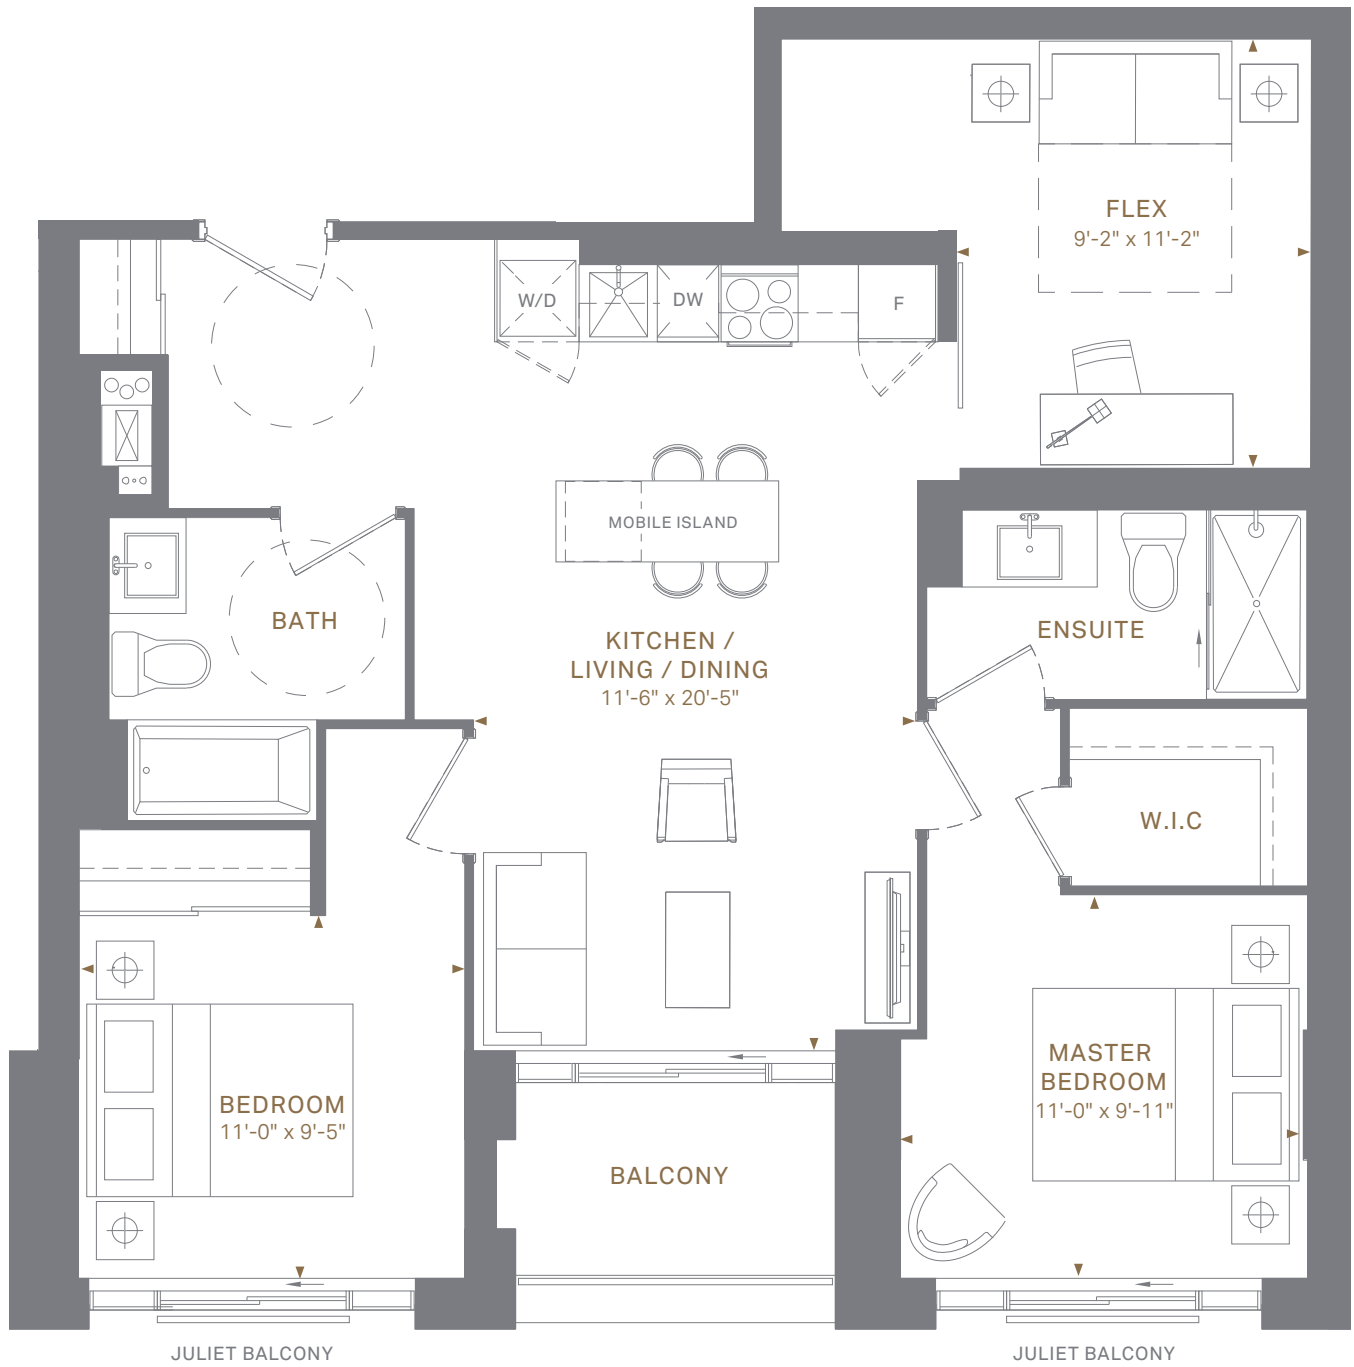 FLEX
9'-2" x 11'-2"
W/D
DW
F
MOBILE ISLAND
BATH
KITCHEN /
LIVING / DINING
11'-6" x 20'-5"
ENSUITE
W.I.C
BEDROOM
11'-0" x 9'-5"
BALCONY
MASTER
BEDROOM
11'-0" x 9'-11"
JULIET BALCONY
JULIET BALCONY